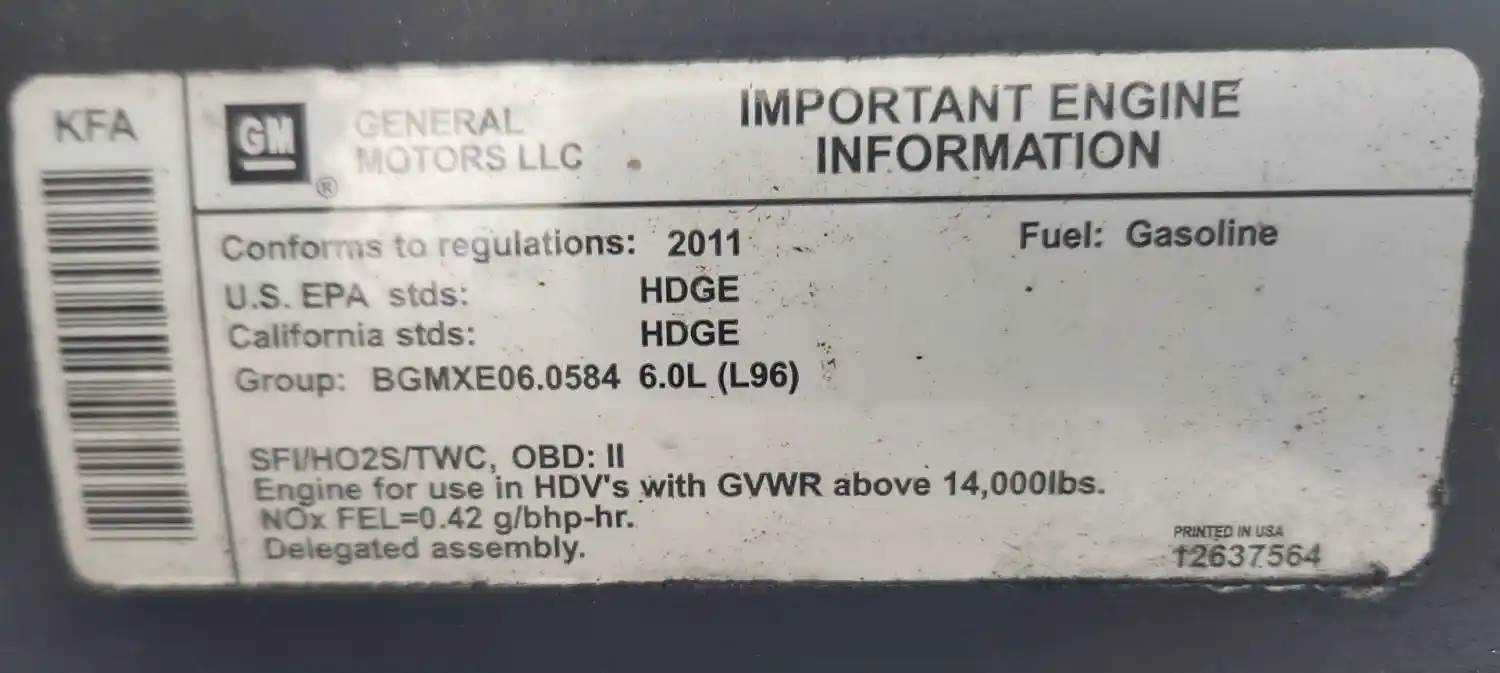 KFA
GM
®
GENERAL
MOTORS LLC
IMPORTANT ENGINE
INFORMATION
Conforms to regulations: 2011
Fuel: Gasoline
U.S. EPA stds: HDGE
California stds: HDGE
Group: BGMXE06.0584 6.0L (L96)
SFI/HO2S/TWC, OBD: II
Engine for use in HDV's with GVWR above 14,000lbs.
NOx FEL=0.42 g/bhp-hr.
Delegated assembly.
PRINTED IN USA
12637564